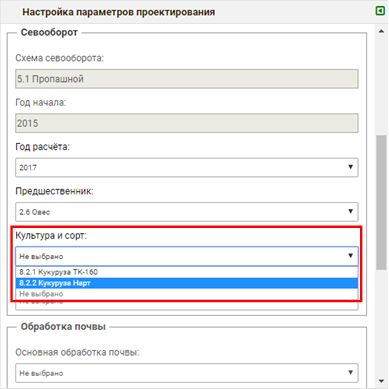 Настройка параметров проектирования
Севооборот
Схема севооборота:
5.1 Пропашной
Год начала:
2015
Год расчёта:
2017
Предшественник:
2.6 Овес
Культура и сорт:
Не выбрано
8.2.1 Кукуруза ТК-160
8.2.2 Кукуруза Нарт
Не выбрано
Обработка почвы
Основная обработка почвы:
Не выбрано